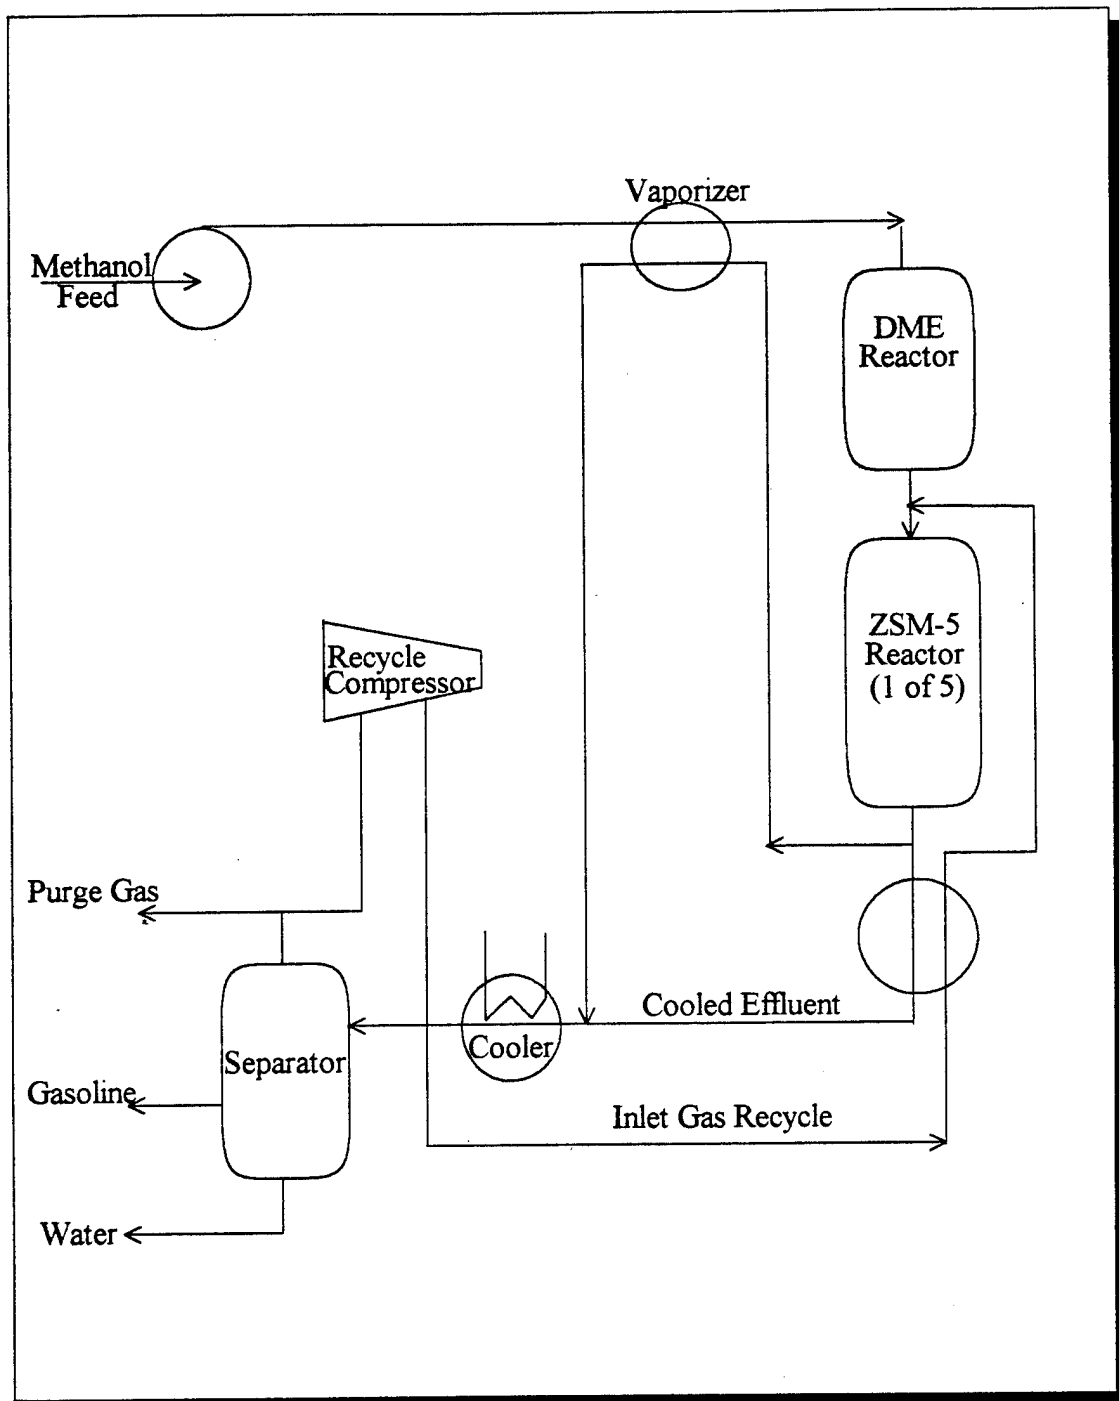 Vaporizer
Methanol
Feed
DME
Reactor
ZSM-5
Reactor
(1 of 5)
Recycle
Compressor
Purge Gas
Cooled Effluent
Cooler
Separator
Gasoline
Inlet Gas Recycle
Water